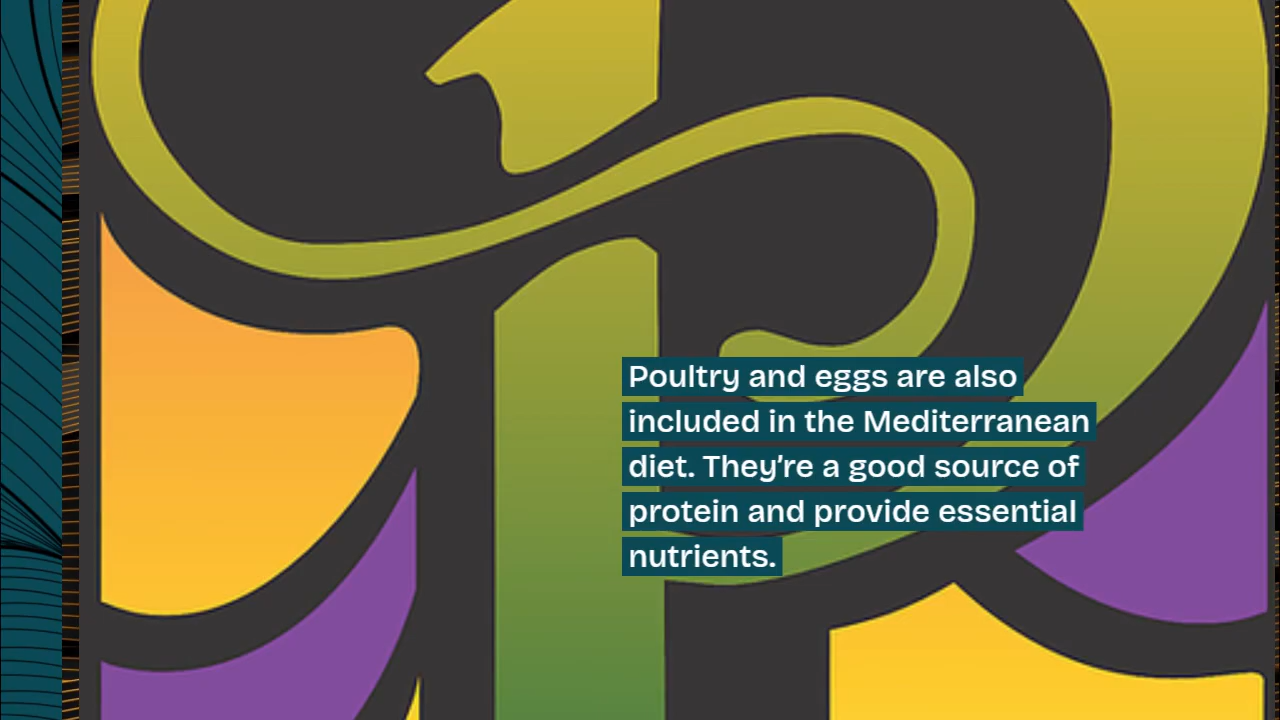 Poultry and eggs are also
included in the Mediterranean
diet. They're a good source of
protein and provide essential
nutrients.